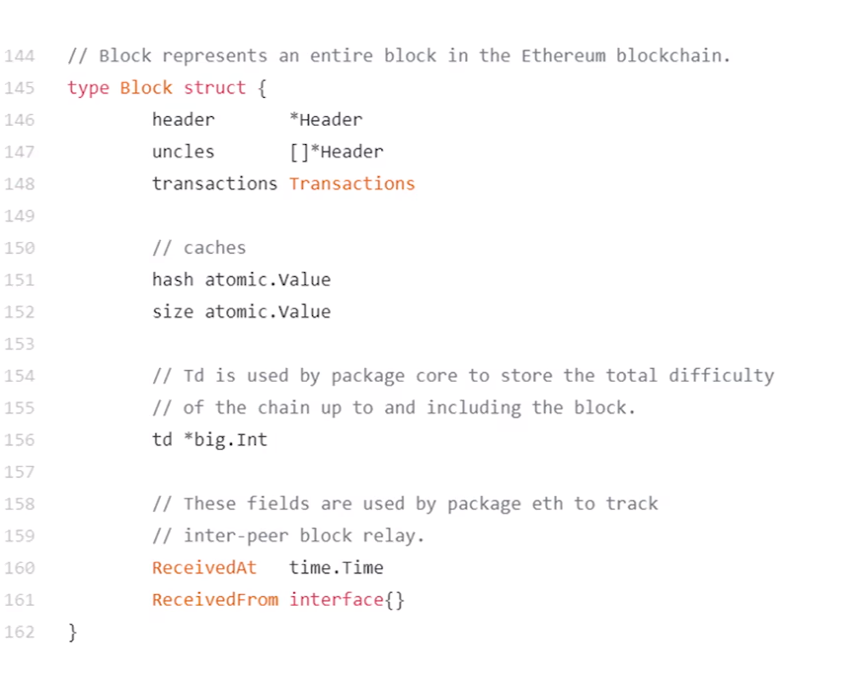 144 // Block represents an entire block in the Ethereum blockchain.
145 type Block struct {
146 header *Header
147 uncles []*Header
148 transactions Transactions
149
150 // caches
151 hash atomic.Value
152 size atomic.Value
153
154 // Td is used by package core to store the total difficulty
155 // of the chain up to and including the block.
156 td *big.Int
157
158 // These fields are used by package eth to track
159 // inter-peer block relay.
160 ReceivedAt time.Time
161 ReceivedFrom interface{}
162 }